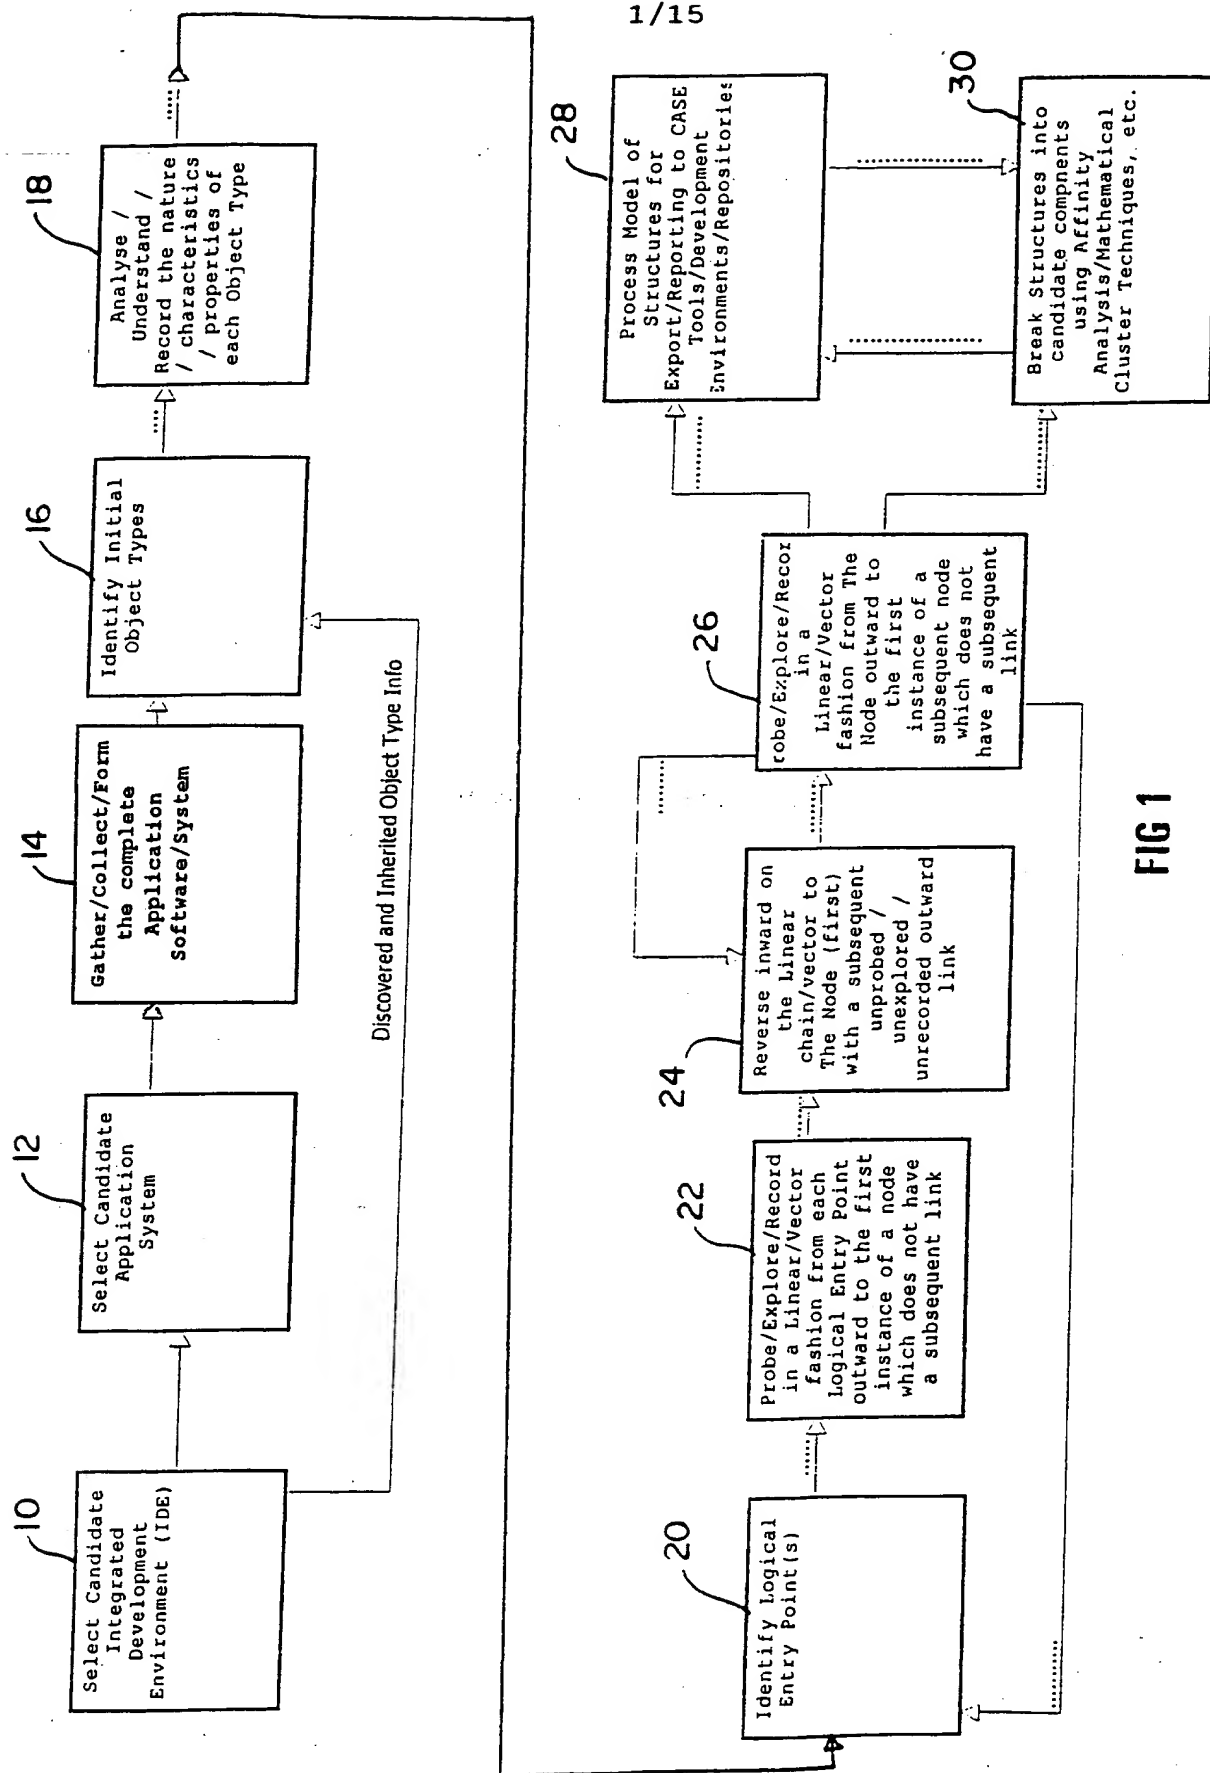 1/15
10
Select Candidate
Integrated
Development
Environment (IDE)
12
Select Candidate
Application
System
14
Gather/Collect/Form
the complete
Application
Software/System
16
Identify Initial
Object Types
18
Analyse /
Understand /
Record the nature
/ characteristics
/ properties of
each Object Type
Discovered and Inherited Object Type Info
20
Identify Logical
Entry Point(s)
22
Probe/Explore/Record
in a Linear/Vector
fashion from each
Logical Entry Point
outward to the first
instance of a node
which does not have
a subsequent link
24
Reverse inward on
the Linear
chain/vector to
The Node (first)
with a subsequent
unprobed /
unexplored /
unrecorded outward
link
26
robe/Explore/Recor
in a
Linear/Vector
fashion from The
Node outward to
the first
instance of a
subsequent node
which does not
have a subsequent
link
28
Process Model of
Structures for
Export/Reporting to CASE
Tools/Development
Environments/Repositories
30
Break Structures into
candidate compnents
using Affinity
Analysis/Mathematical
Cluster Techniques, etc.
FIG 1